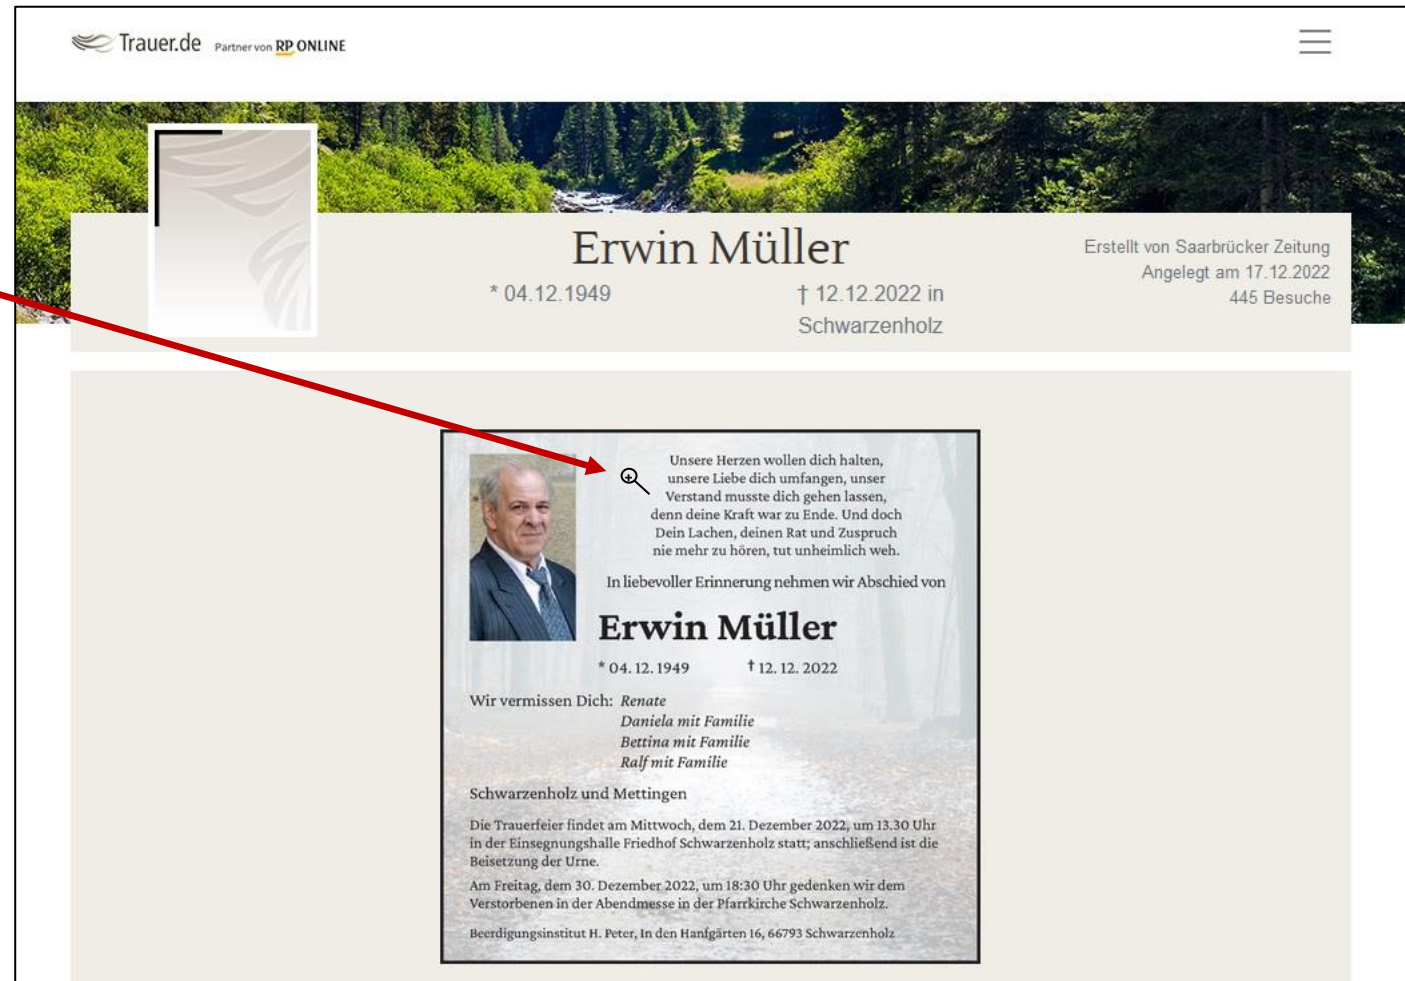 Trauer.de Partner von RP ONLINE
Erwin Müller
* 04.12.1949
† 12.12.2022 in
Schwarzenholz
Erstellt von Saarbrücker Zeitung
Angelegt am 17.12.2022
445 Besuche
Unsere Herzen wollen dich halten,
unsere Liebe dich umfangen, unser
Verstand musste dich gehen lassen,
denn deine Kraft war zu Ende. Und doch
Dein Lachen, deinen Rat und Zuspruch
nie mehr zu hören, tut unheimlich weh.
In liebevoller Erinnerung nehmen wir Abschied von
Erwin Müller
* 04. 12. 1949 † 12. 12. 2022
Wir vermissen Dich: Renate
Daniela mit Familie
Bettina mit Familie
Ralf mit Familie
Schwarzenholz und Mettingen
Die Trauerfeier findet am Mittwoch, dem 21. Dezember 2022, um 13.30 Uhr
in der Einsegnungshalle Friedhof Schwarzenholz statt; anschließend ist die
Beisetzung der Urne.
Am Freitag, dem 30. Dezember 2022, um 18:30 Uhr gedenken wir dem
Verstorbenen in der Abendmesse in der Pfarrkirche Schwarzenholz.
Beerdigungsinstitut H. Peter, In den Hanfgärten 16, 66793 Schwarzenholz